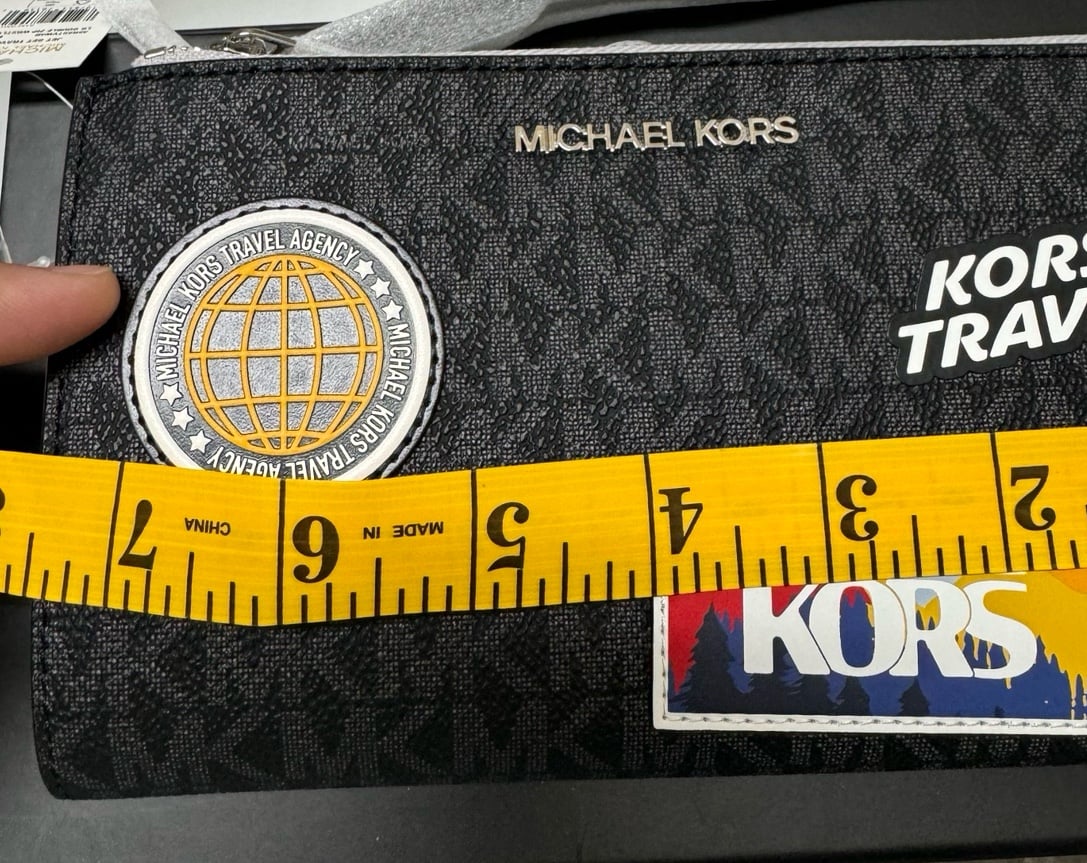 MICHAEL KORS
MICHAEL KORS TRAVEL AGENCY
MICHAEL KORS TRAVEL AGENCY
KORS
TRAV
7 CHINA 6 MADE IN 5 4 3 2
KORS